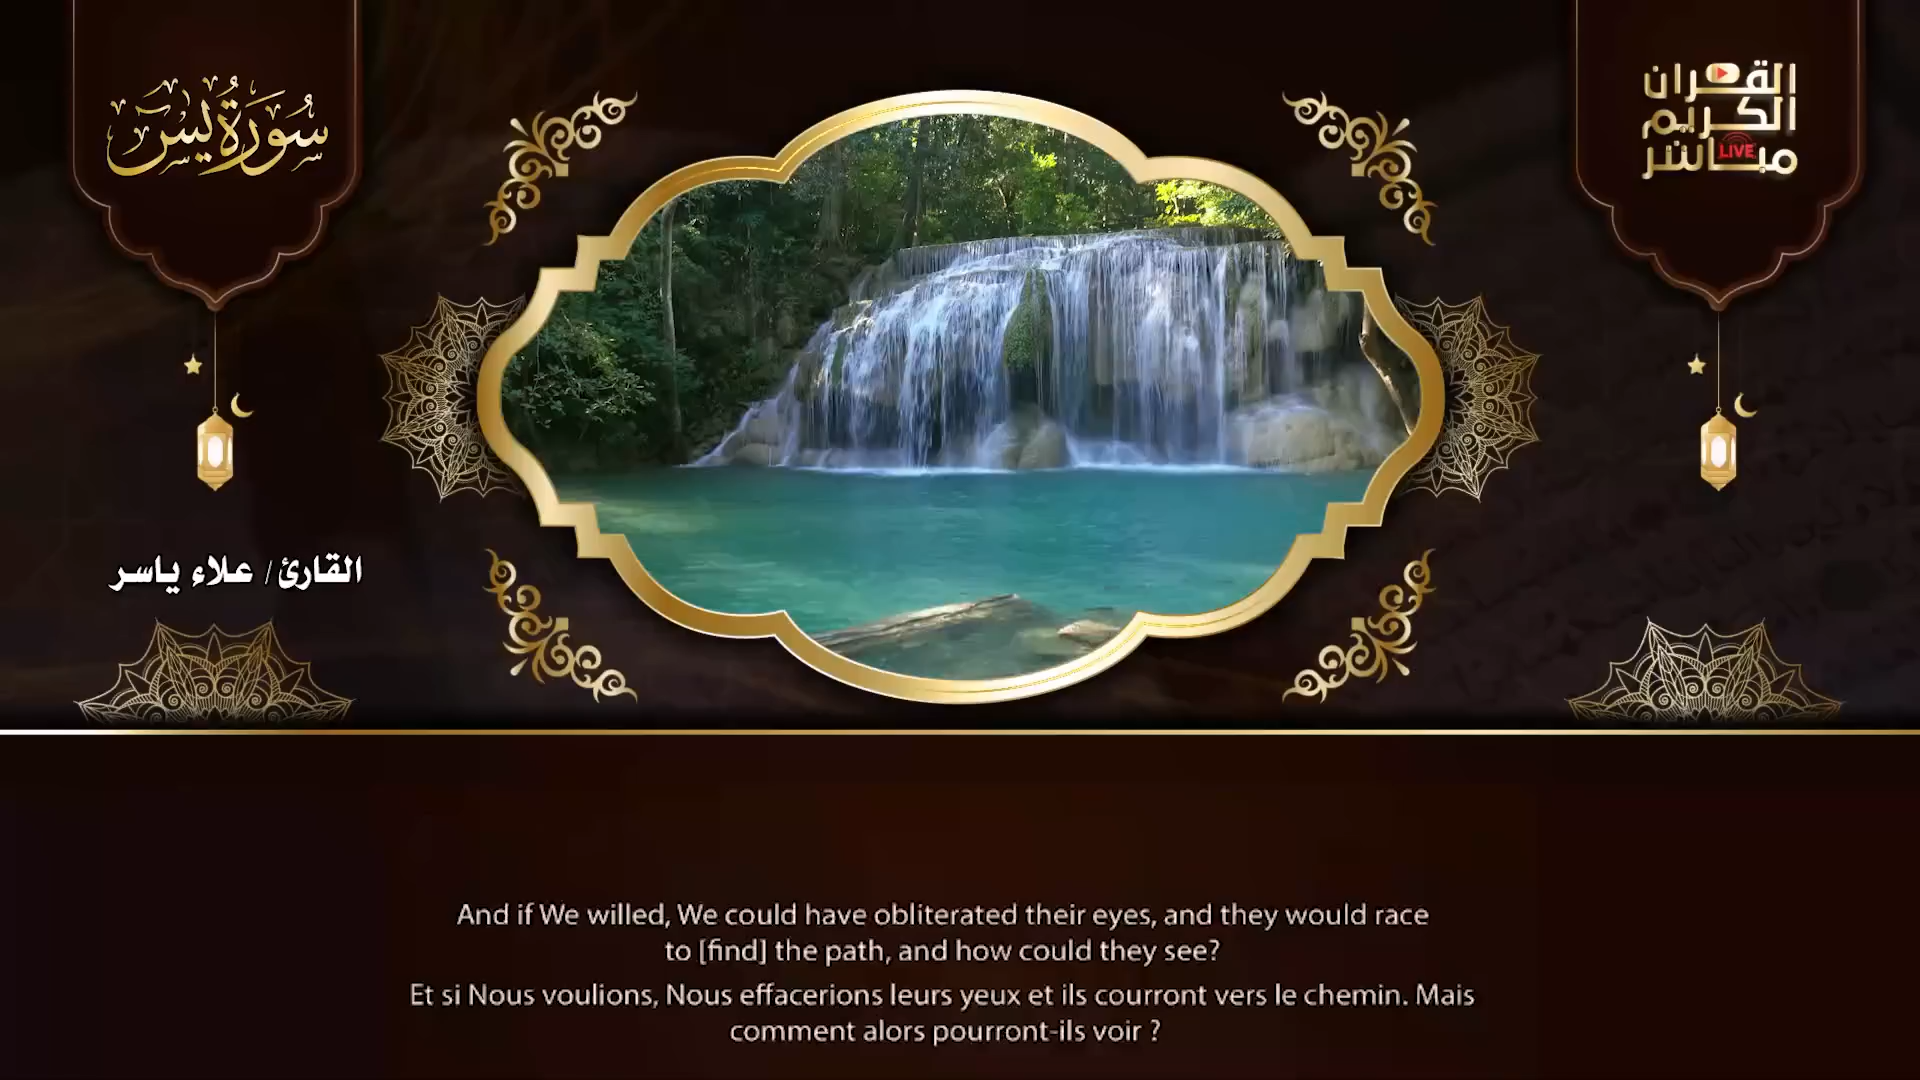 سُورَةُ يس
القرآن
الكريم
مباشر
LIVE
القارئ / علاء ياسر
And if We willed, We could have obliterated their eyes, and they would race
to [find] the path, and how could they see?
Et si Nous voulions, Nous effacerions leurs yeux et ils courront vers le chemin. Mais
comment alors pourront-ils voir ?